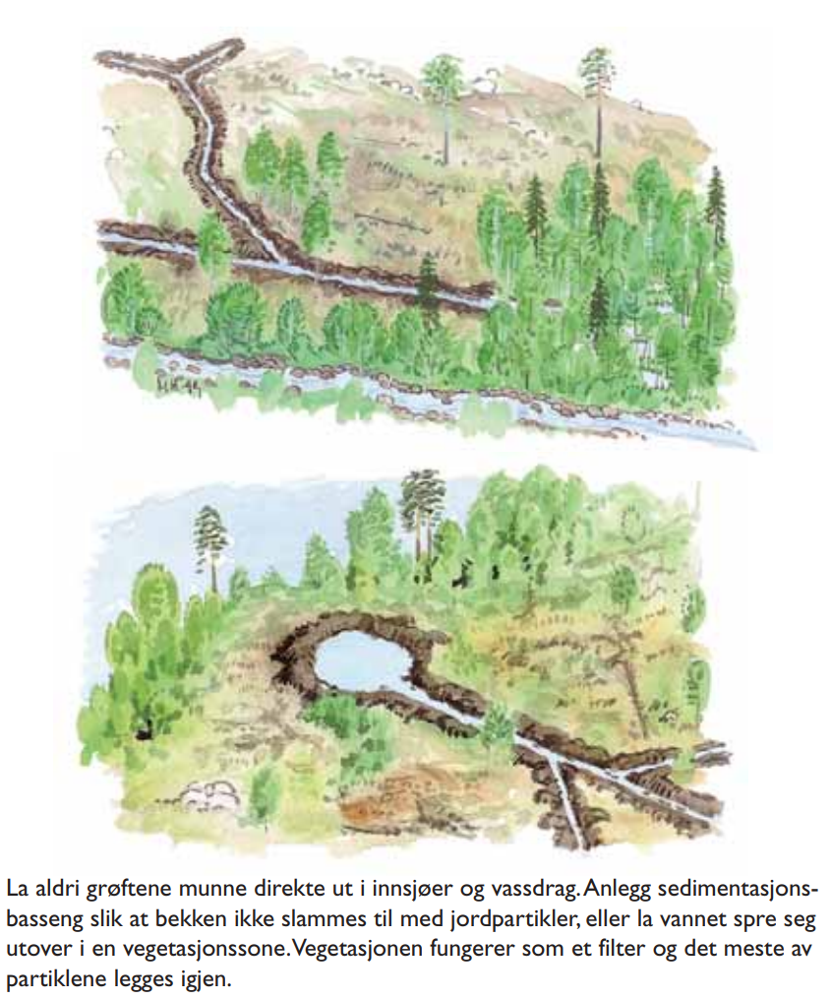 La aldri grøftene munne direkte ut i innsjøer og vassdrag. Anlegg sedimentasjons-
basseng slik at bekken ikke slammes til med jordpartikler, eller la vannet spre seg
utover i en vegetasjonssone. Vegetasjonen fungerer som et filter og det meste av
partiklene legges igjen.